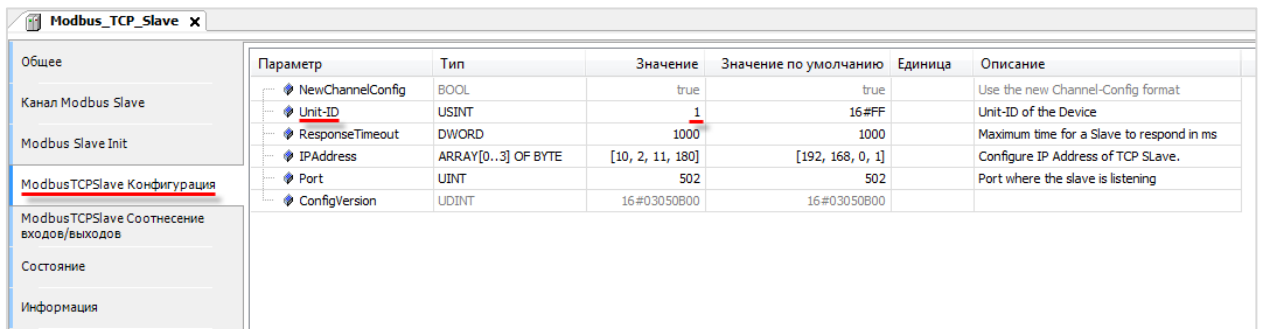 Modbus_TCP_Slave X
Общее
Канал Modbus Slave
Modbus Slave Init
ModbusTCPSlave Конфигурация
ModbusTCPSlave Соотнесение
входов/выходов
Состояние
Информация
Параметр Тип Значение Значение по умолчанию Единица Описание
NewChannelConfig BOOL true true Use the new Channel-Config format
Unit-ID USINT 1 16#FF Unit-ID of the Device
ResponseTimeout DWORD 1000 1000 Maximum time for a Slave to respond in ms
IPAddress ARRAY[0..3] OF BYTE [10, 2, 11, 180] [192, 168, 0, 1] Configure IP Address of TCP SLave.
Port UINT 502 502 Port where the slave is listening
ConfigVersion UDINT 16#03050B00 16#03050B00